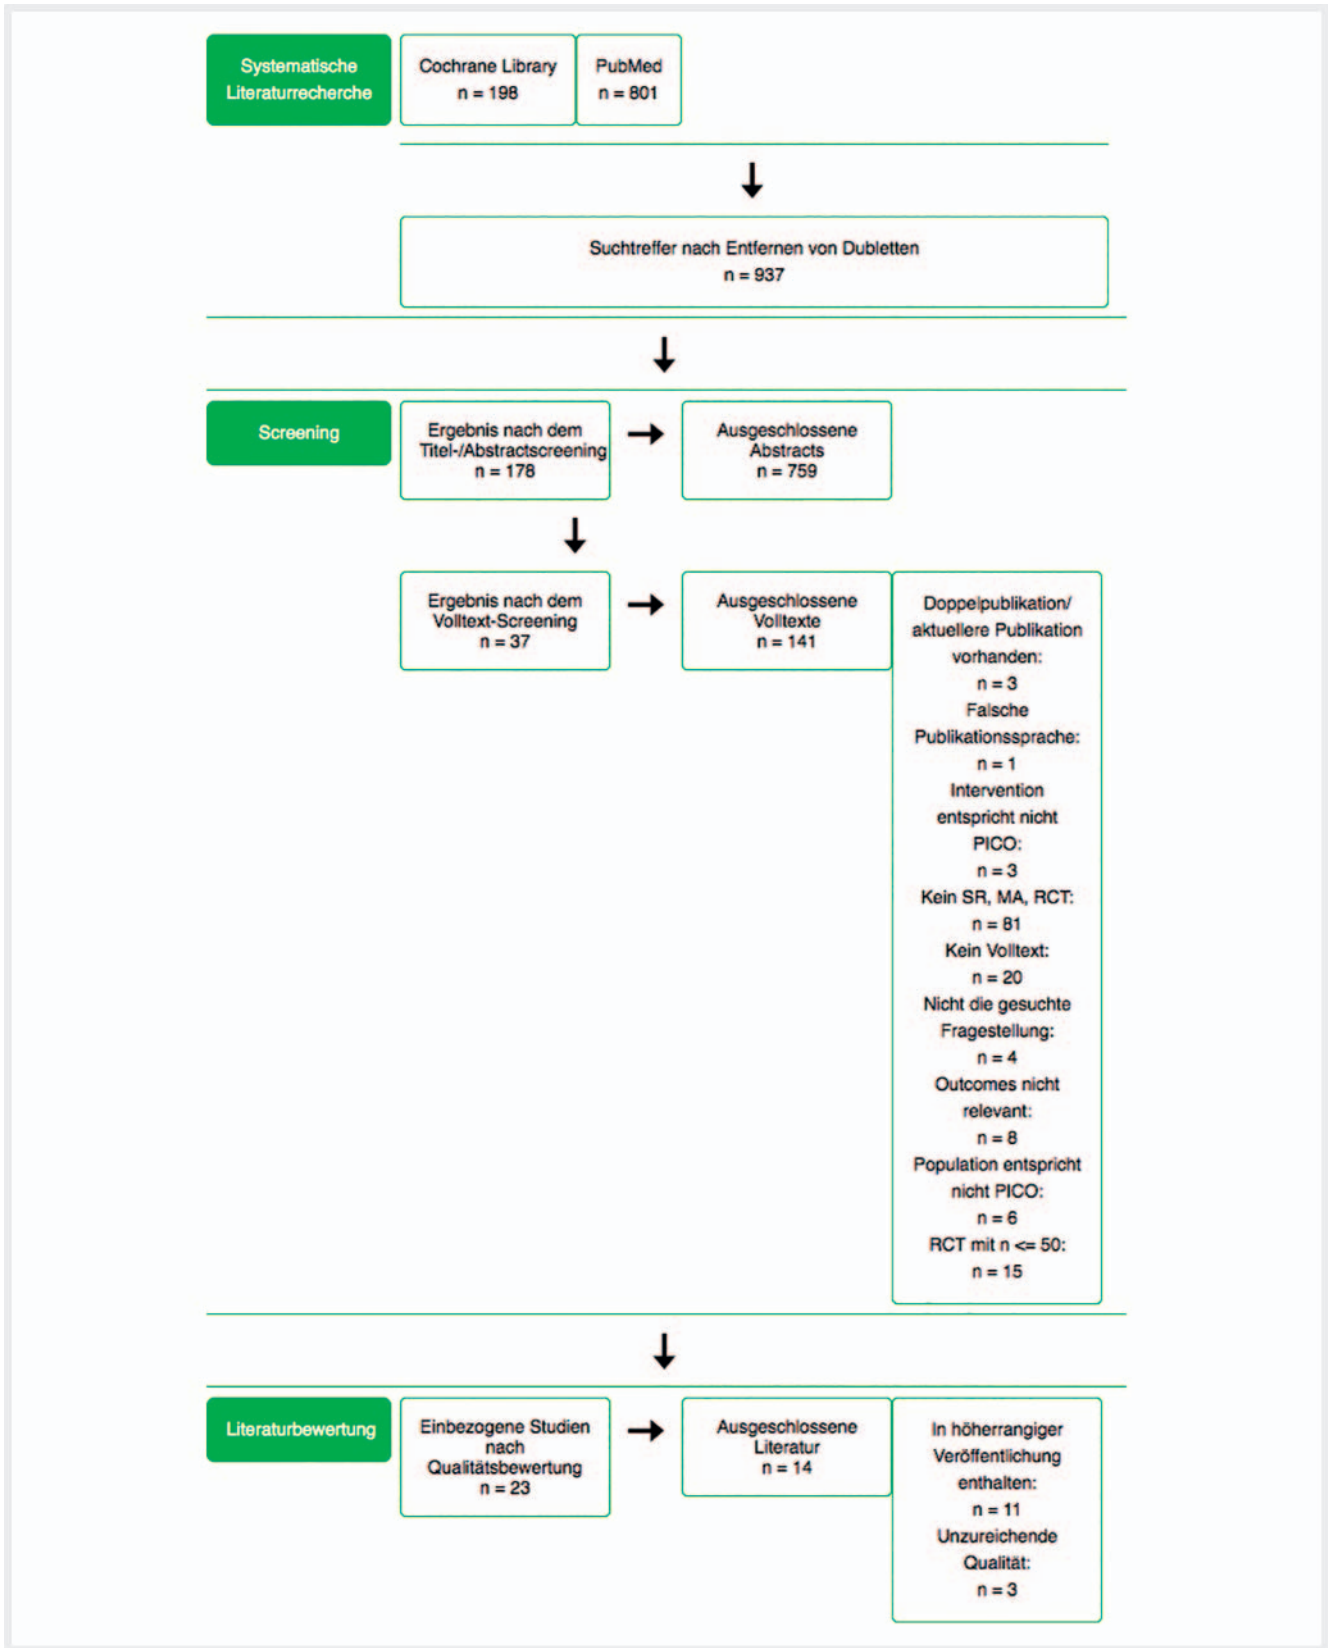 Systematische
Literaturrecherche
Cochrane Library
n = 198
PubMed
n = 801
Suchtreffer nach Entfernen von Dubletten
n = 937
Screening
Ergebnis nach dem
Titel-/Abstractscreening
n = 178
Ausgeschlossene
Abstracts
n = 759
Ergebnis nach dem
Volltext-Screening
n = 37
Ausgeschlossene
Volltexte
n = 141
Doppelpublikation/
aktuellere Publikation
vorhanden:
n = 3
Falsche
Publikationssprache:
n = 1
Intervention
entspricht nicht
PICO:
n = 3
Kein SR, MA, RCT:
n = 81
Kein Volltext:
n = 20
Nicht die gesuchte
Fragestellung:
n = 4
Outcomes nicht
relevant:
n = 8
Population entspricht
nicht PICO:
n = 6
RCT mit n <= 50:
n = 15
Literaturbewertung
Einbezogene Studien
nach
Qualitätsbewertung
n = 23
Ausgeschlossene
Literatur
n = 14
In höherrangiger
Veröffentlichung
enthalten:
n = 11
Unzureichende
Qualität:
n = 3